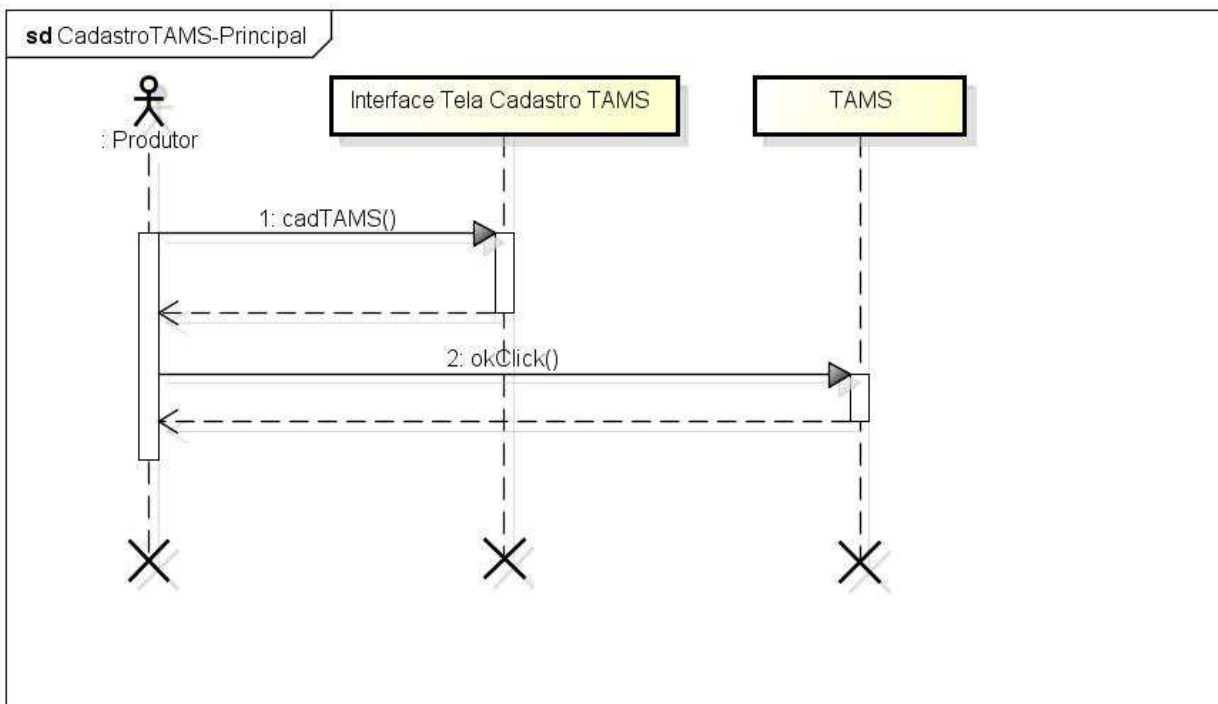 sd CadastroTAMS-Principal
Interface Tela Cadastro TAMS
TAMS
: Produtor
1: cadTAMS()
2: okClick()